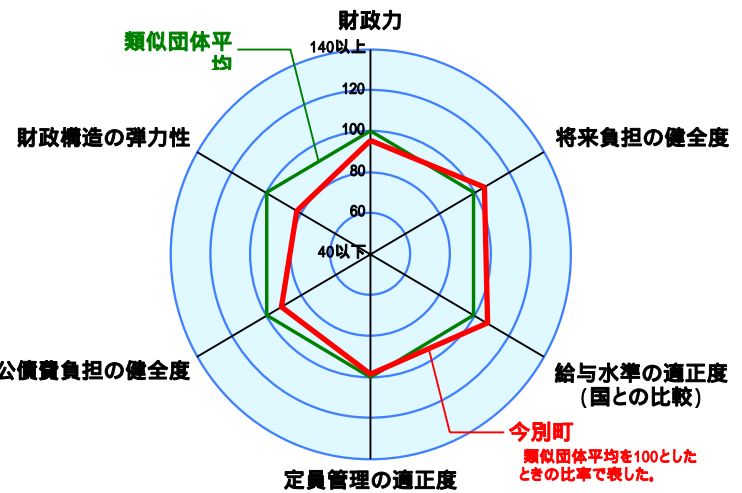 財政力
類似団体平
均
140以上
120
100
80
60
40以下
財政構造の弾力性
将来負担の健全度
公債費負担の健全度
給与水準の適正度
(国との比較)
定員管理の適正度
今別町
類似団体平均を100とした
ときの比率で表した。